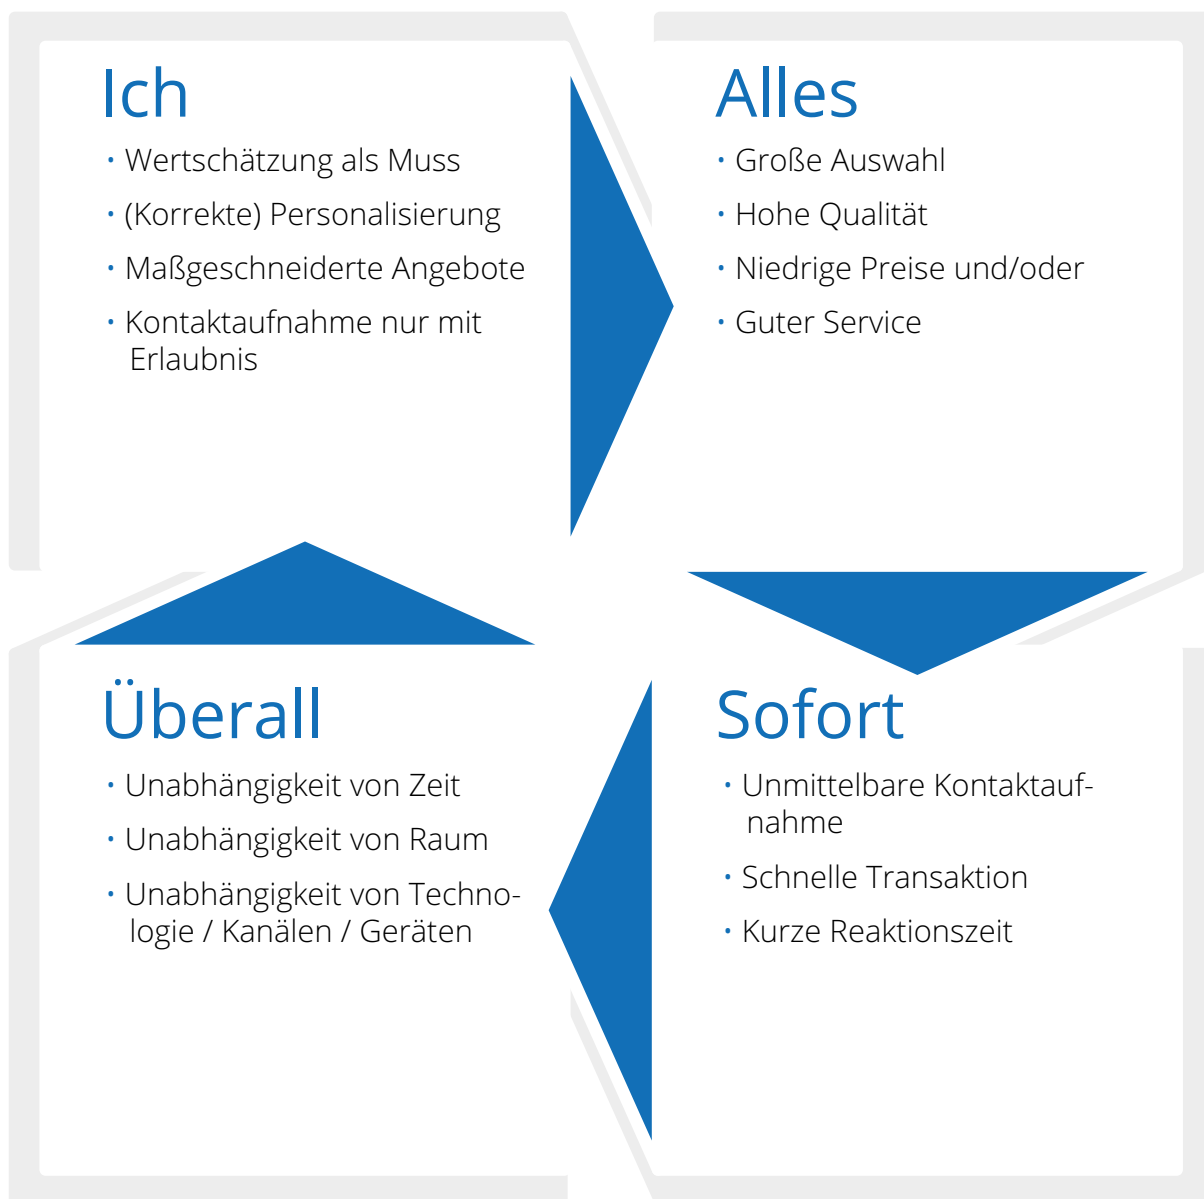 Ich
· Wertschätzung als Muss
· (Korrekte) Personalisierung
· Maßgeschneiderte Angebote
· Kontaktaufnahme nur mit
Erlaubnis
Alles
· Große Auswahl
· Hohe Qualität
· Niedrige Preise und/oder
· Guter Service
Überall
· Unabhängigkeit von Zeit
· Unabhängigkeit von Raum
· Unabhängigkeit von Techno-
logie / Kanälen / Geräten
Sofort
· Unmittelbare Kontaktauf-
nahme
· Schnelle Transaktion
· Kurze Reaktionszeit